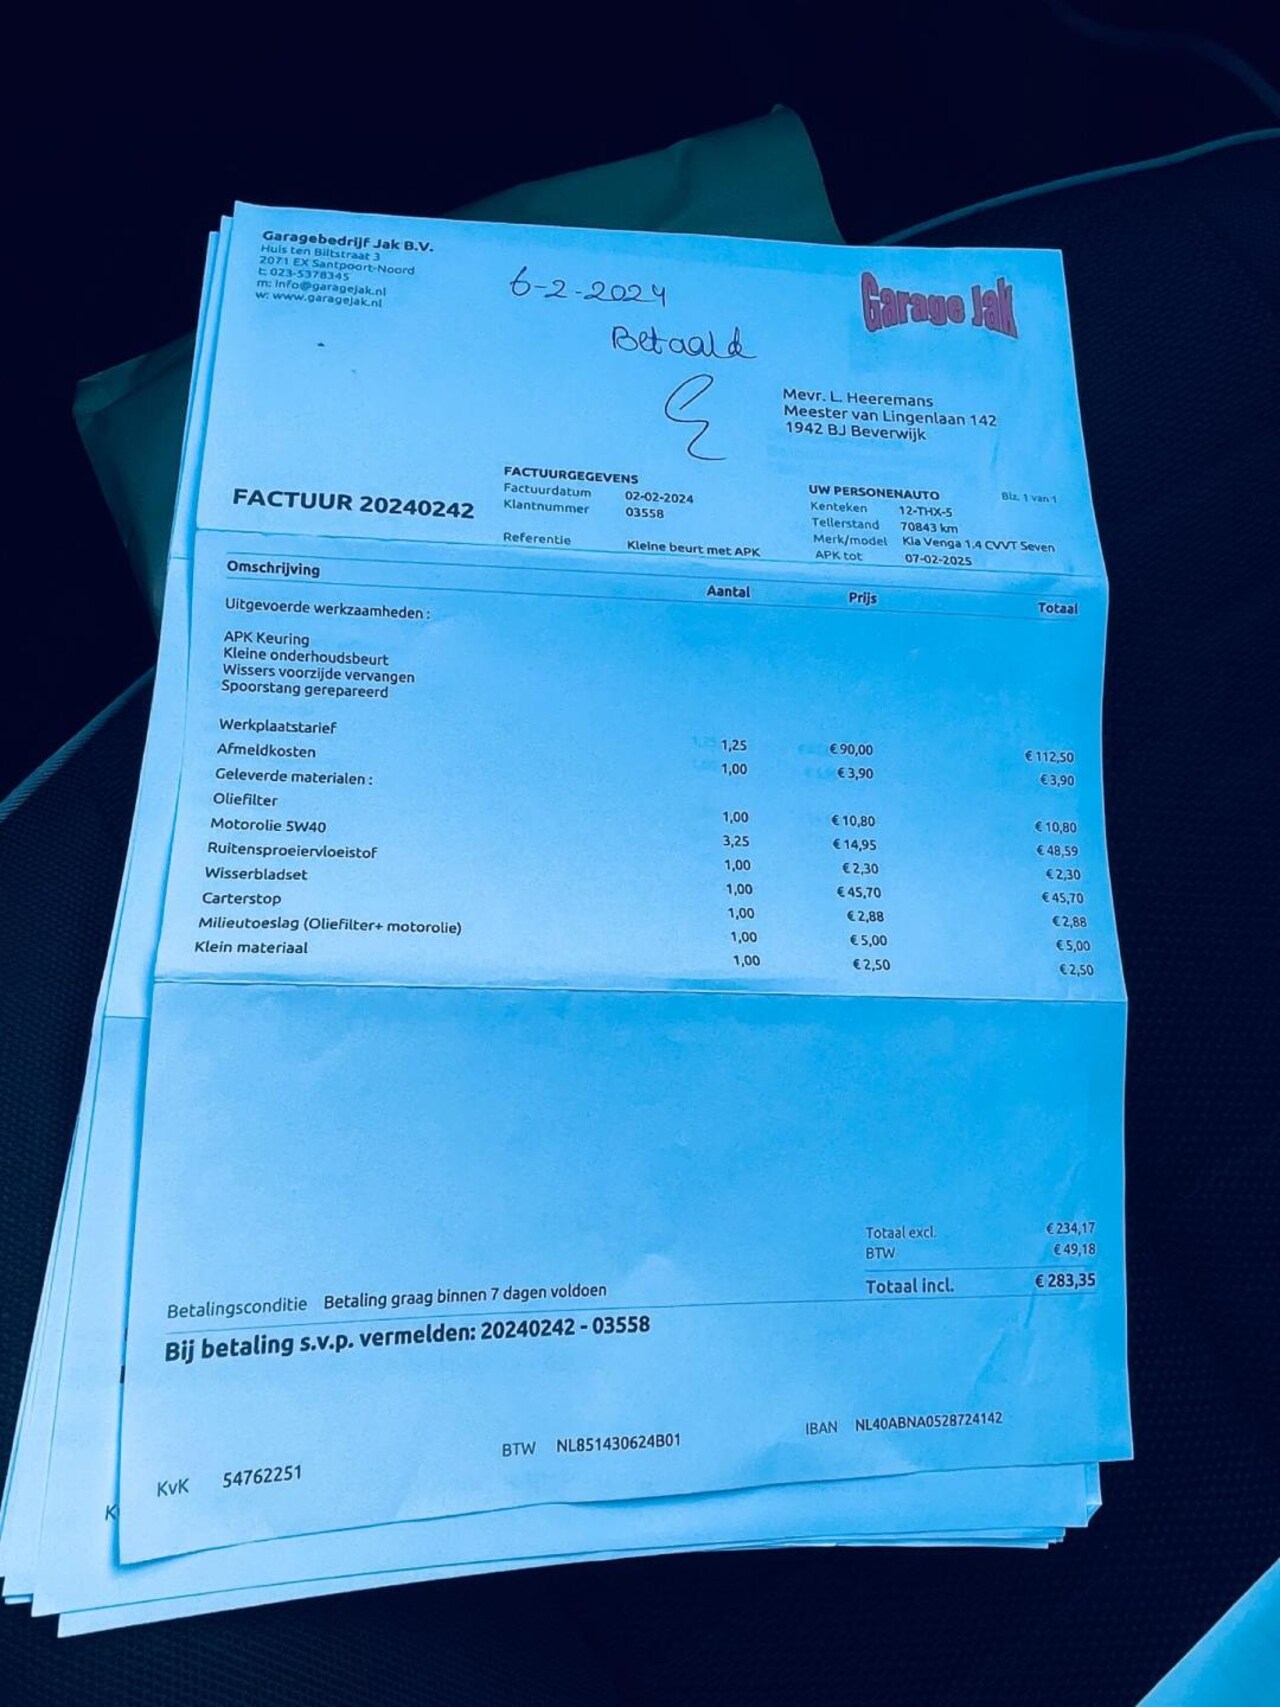 Garagebedrijf Jak B.V.
Huis ten Biltstraat 3
2071 EX Santpoort-Noord
t: 023-5378345
m: info@garagejak.nl
w: www.garagejak.nl
6-2-2024
Betaald
Garage Jak
Mevr. L. Heeremans
Meester van Lingenlaan 142
1942 BJ Beverwijk
FACTUUR 20240242
FACTUURGEGEVENS
Factuurdatum 02-02-2024
Klantnummer 03558
Referentie Kleine beurt met APK
UW PERSONENAUTO
Blz. 1 van 1
Kenteken 12-THX-5
Tellerstand 70843 km
Merk/model Kia Venga 1.4 CVVT Seven
APK tot 07-02-2025
Omschrijving Aantal Prijs Totaal
Uitgevoerde werkzaamheden :
APK Keuring
Kleine onderhoudsbeurt
Wissers voorzijde vervangen
Spoorstang gerepareerd
Werkplaatstarief 1,25 € 90,00 € 112,50
Afmeldkosten 1,00 € 3,90 € 3,90
Geleverde materialen :
Oliefilter 1,00 € 10,80 € 10,80
Motorolie 5W40 3,25 € 14,95 € 48,59
Ruitensproeiervloeistof 1,00 € 2,30 € 2,30
Wisserbladset 1,00 € 45,70 € 45,70
Carterstop 1,00 € 2,88 € 2,88
Milieutoeslag (Oliefilter+ motorolie) 1,00 € 5,00 € 5,00
Klein materiaal 1,00 € 2,50 € 2,50
Totaal excl. € 234,17
BTW € 49,18
Totaal incl. € 283,35
Betalingsconditie Betaling graag binnen 7 dagen voldoen
Bij betaling s.v.p. vermelden: 20240242 - 03558
KvK 54762251
BTW NL851430624B01
IBAN NL40ABNA0528724142